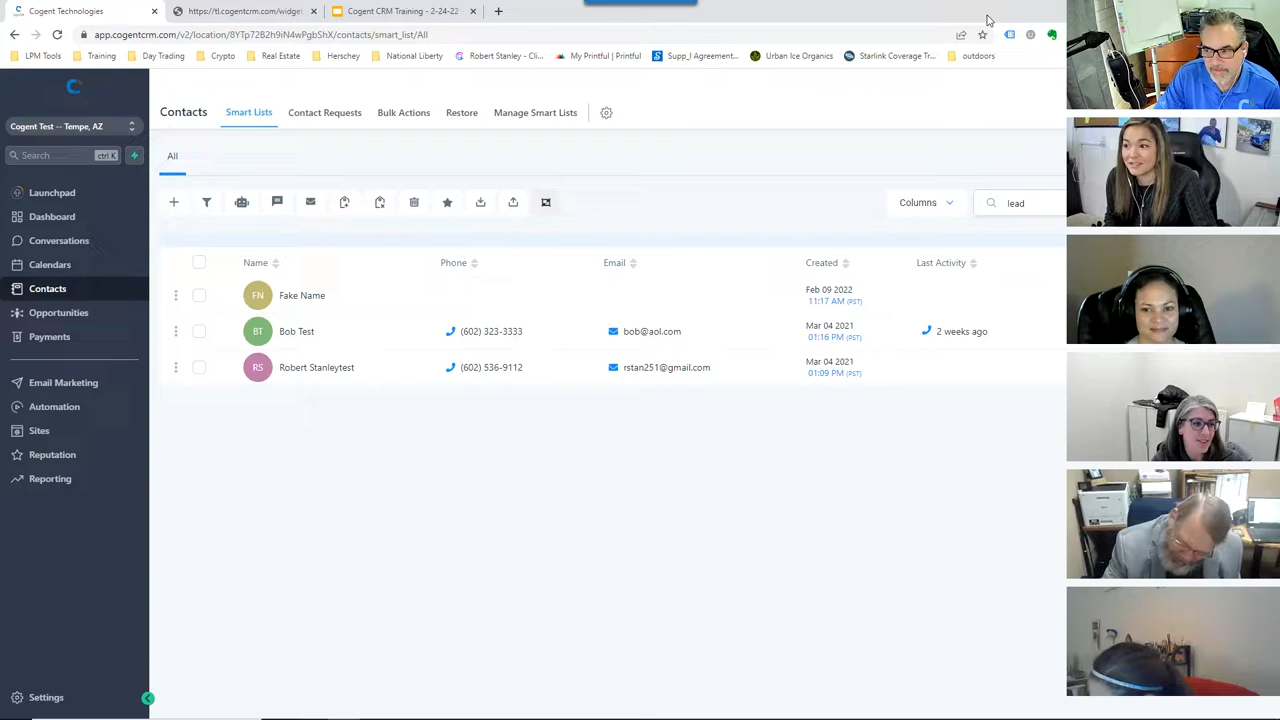 Cogent Technologies
https://tl.cogentcrm.com/widge
Cogent CRM Training - 2-24-22
app.cogentcrm.com/v2/location/8YTp72B2h9iN4wPgbShX/contacts/smart_list/All
LPM Tools
Training
Day Trading
Crypto
Real Estate
Herschey
NatGAT Liberty
Robert Stanley - Cli...
My Printful | Printful
Supp_I_Agreement...
Urban Ice Organics
Starlink Coverage Tr...
outdoors
Cogent Test -- Tempe, AZ
Search
ctrl K
Launchpad
Dashboard
Conversations
Calendars
Contacts
Opportunities
Payments
Email Marketing
Automation
Sites
Reputation
Reporting
Settings
Contacts
Smart Lists
Contact Requests
Bulk Actions
Restore
Manage Smart Lists
All
Columns
lead
Name
Phone
Email
Created
Last Activity
FN
Fake Name
Feb 09 2022
11:17 AM (PST)
BT
Bob Test
(602) 323-3333
bob@aol.com
Mar 04 2021
01:16 PM (PST)
2 weeks ago
RS
Robert Stanleytest
(602) 536-9112
rstan251@gmail.com
Mar 04 2021
01:09 PM (PST)